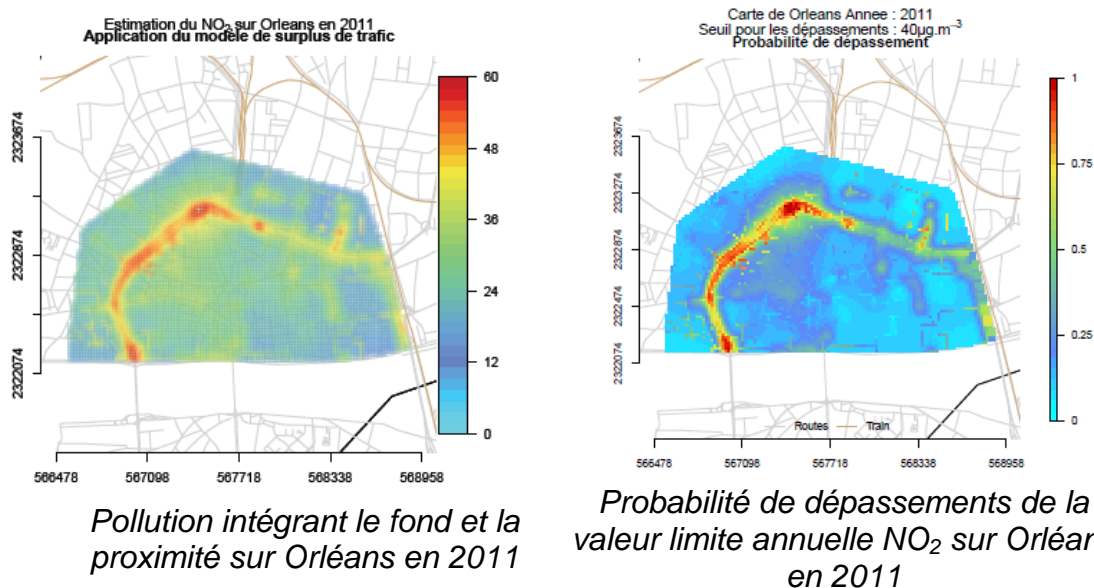 Estimation du NO₂ sur Orleans en 2011
Application du modèle de surplus de trafic
60
48
36
24
12
0
2323674
2322874
2322474
2322074
566478
567098
567718
568338
568958
Pollution intégrant le fond et la
proximité sur Orléans en 2011
Carte de Orleans Annee : 2011
Seuil pour les dépassements : 40µg.m⁻³
Probabilité de dépassement
1
0.75
0.5
0.25
0
2323674
2323274
2322874
2322474
2322074
Routes
Train
566478
567098
567718
568338
568958
Probabilité de dépassements de la
valeur limite annuelle NO₂ sur Orléan
en 2011